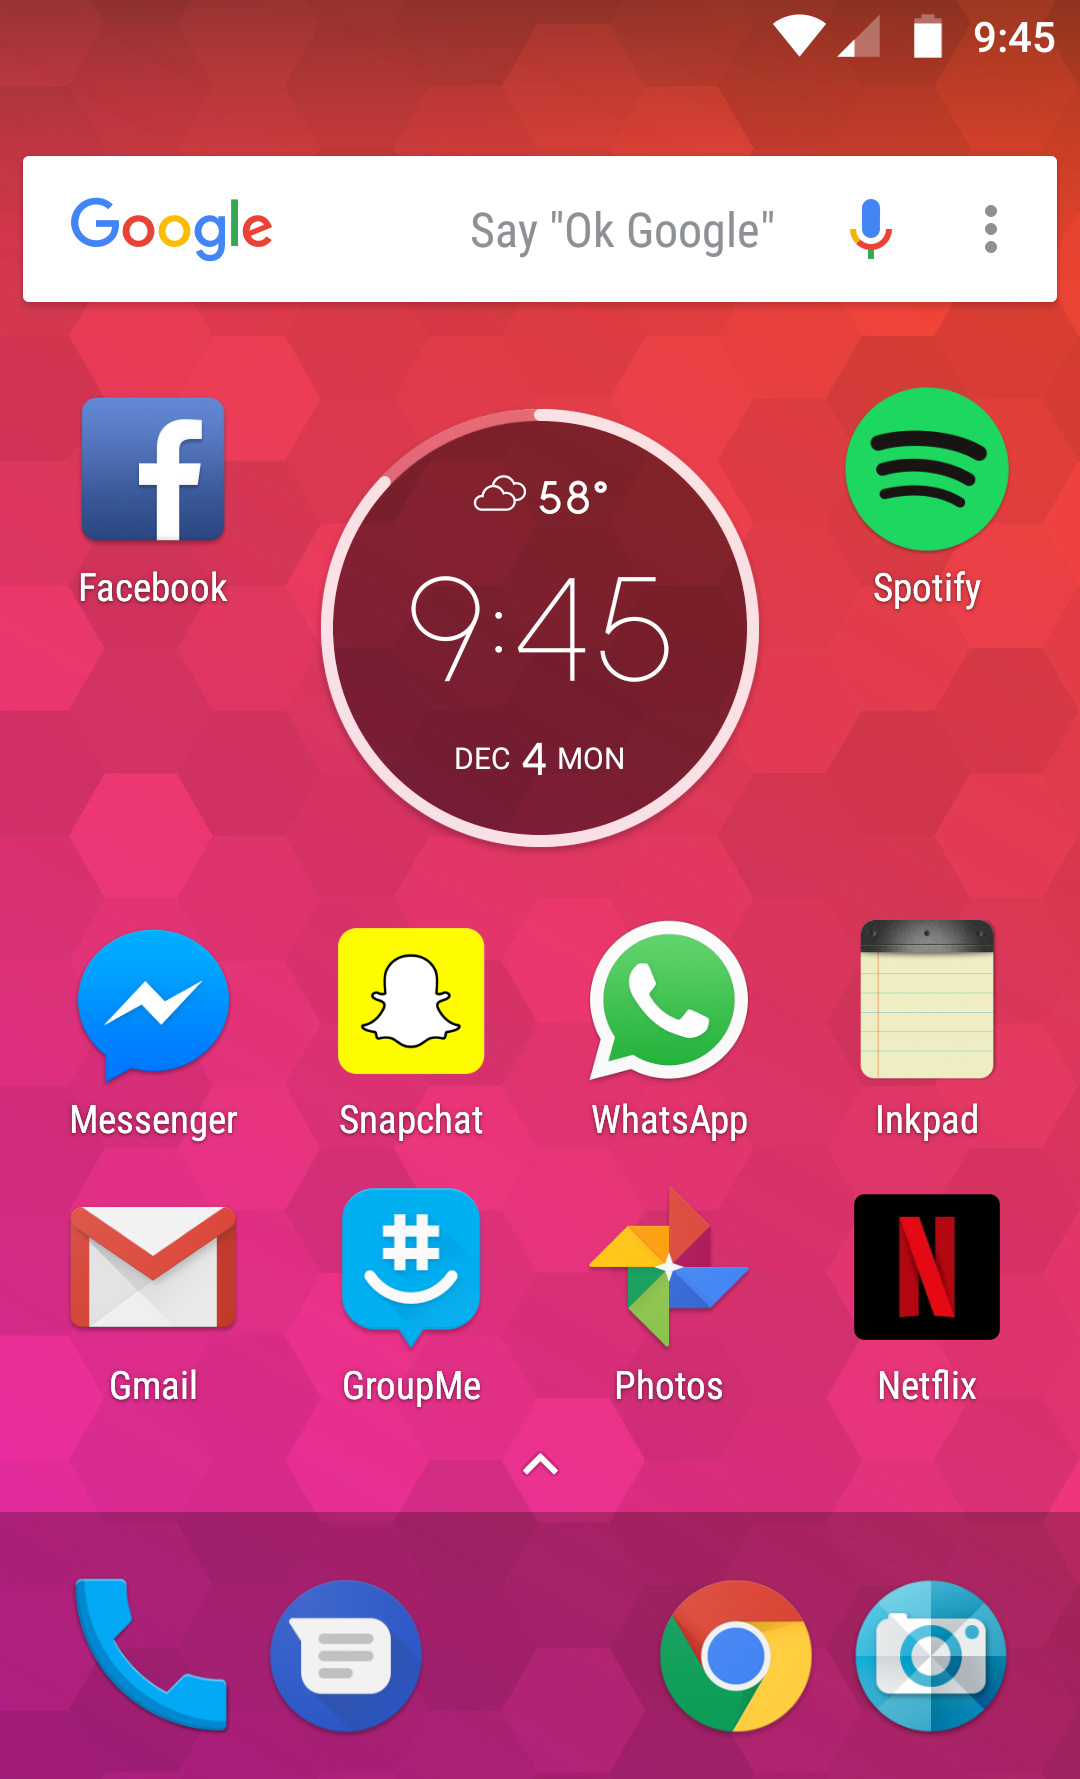 9:45
Google Say "Ok Google"
58°
9:45
DEC 4 MON
Facebook
Spotify
Messenger Snapchat WhatsApp Inkpad
Gmail GroupMe Photos Netflix